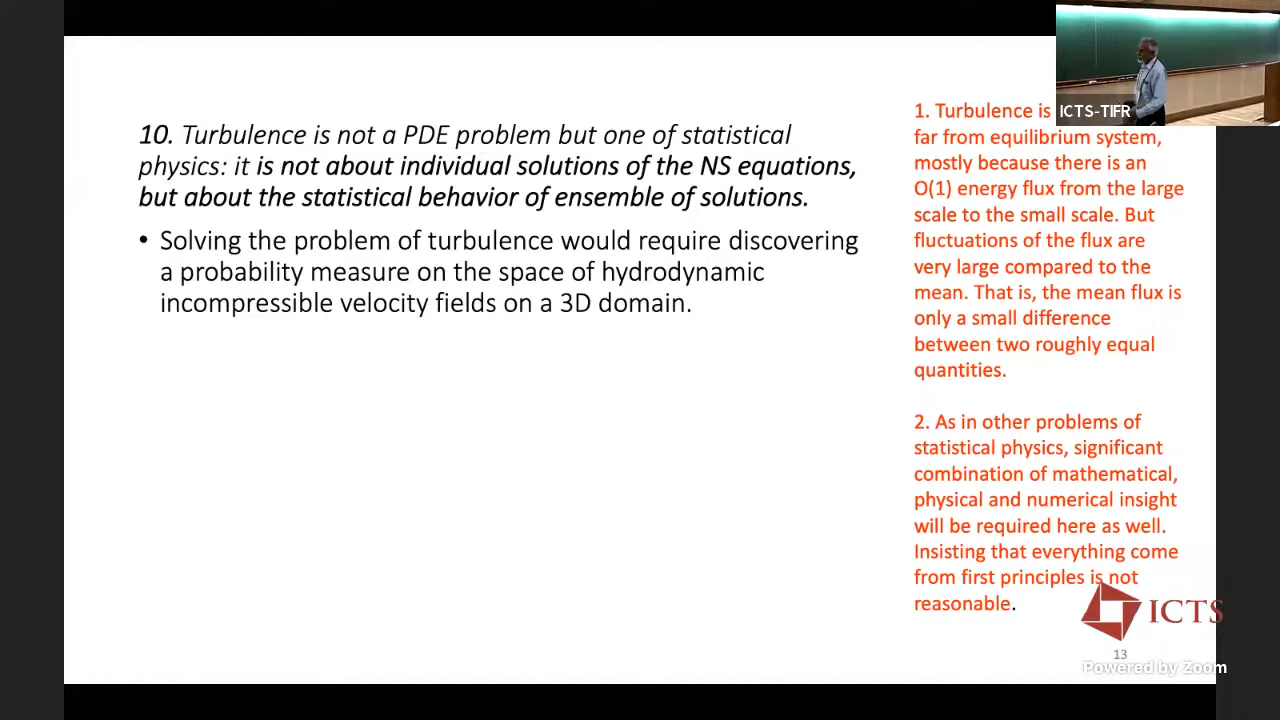 10. Turbulence is not a PDE problem but one of statistical
physics: it is not about individual solutions of the NS equations,
but about the statistical behavior of ensemble of solutions.
• Solving the problem of turbulence would require discovering
a probability measure on the space of hydrodynamic
incompressible velocity fields on a 3D domain.
1. Turbulence is
far from equilibrium system,
mostly because there is an
O(1) energy flux from the large
scale to the small scale. But
fluctuations of the flux are
very large compared to the
mean. That is, the mean flux is
only a small difference
between two roughly equal
quantities.
2. As in other problems of
statistical physics, significant
combination of mathematical,
physical and numerical insight
will be required here as well.
Insisting that everything come
from first principles is not
reasonable.
ICTS-TIFR
ICTS
13
Powered by Zoom